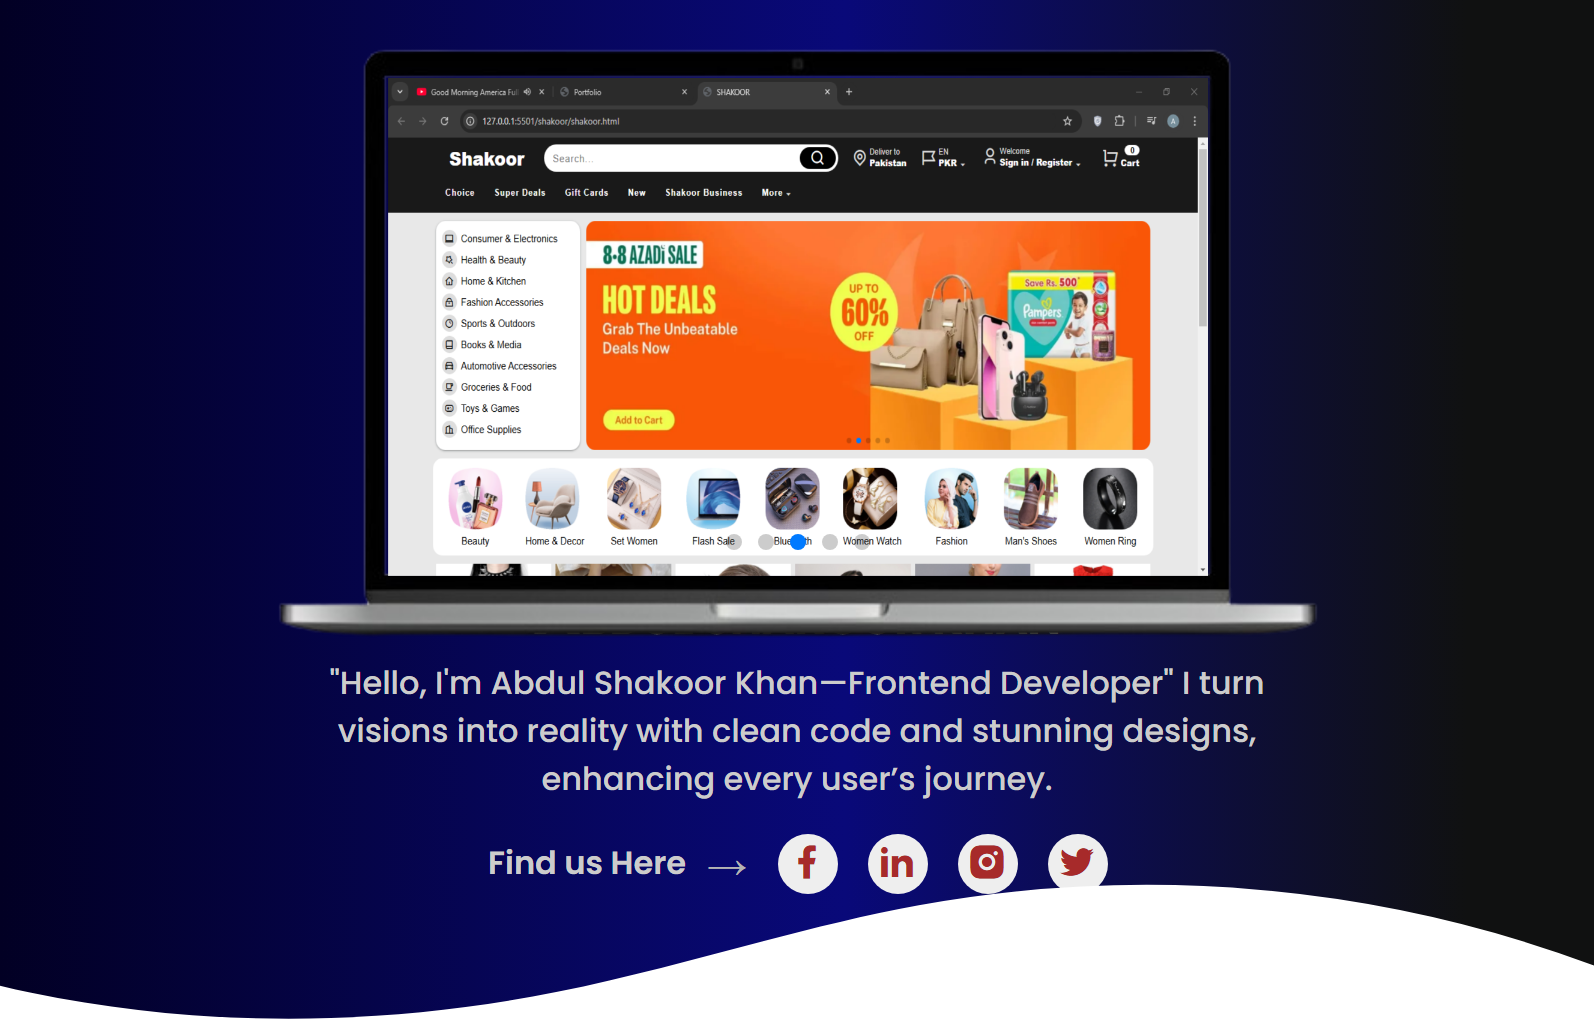 Good Morning America Ful
Portfolio
SHAKOOR
127.0.0.1:5501/shakoor/shakoor.html
Shakoor
Search...
Deliver to
Pakistan
EN
PKR
Welcome
Sign in / Register
0
Cart
Choice
Super Deals
Gift Cards
New
Shakoor Business
More
Consumer & Electronics
Health & Beauty
Home & Kitchen
Fashion Accessories
Sports & Outdoors
Books & Media
Automotive Accessories
Groceries & Food
Toys & Games
Office Supplies
8•8 AZADi SALE
HOT DEALS
Grab The Unbeatable
Deals Now
Add to Cart
UP TO
60%
OFF
Save Rs. 500*
Pampers
Beauty
Home & Decor
Set Women
Flash Sale
Women Watch
Fashion
Man's Shoes
Women Ring
"Hello, I'm Abdul Shakoor Khan—Frontend Developer" I turn
visions into reality with clean code and stunning designs,
enhancing every user’s journey.
Find us Here →